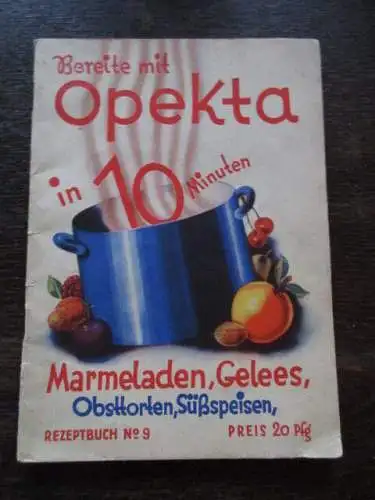 Bereite mit
Opekta
in 10 Minuten
Marmeladen, Gelees,
Obsttorten, Süßspeisen,
REZEPTBUCH No 9 PREIS 20 Pfg